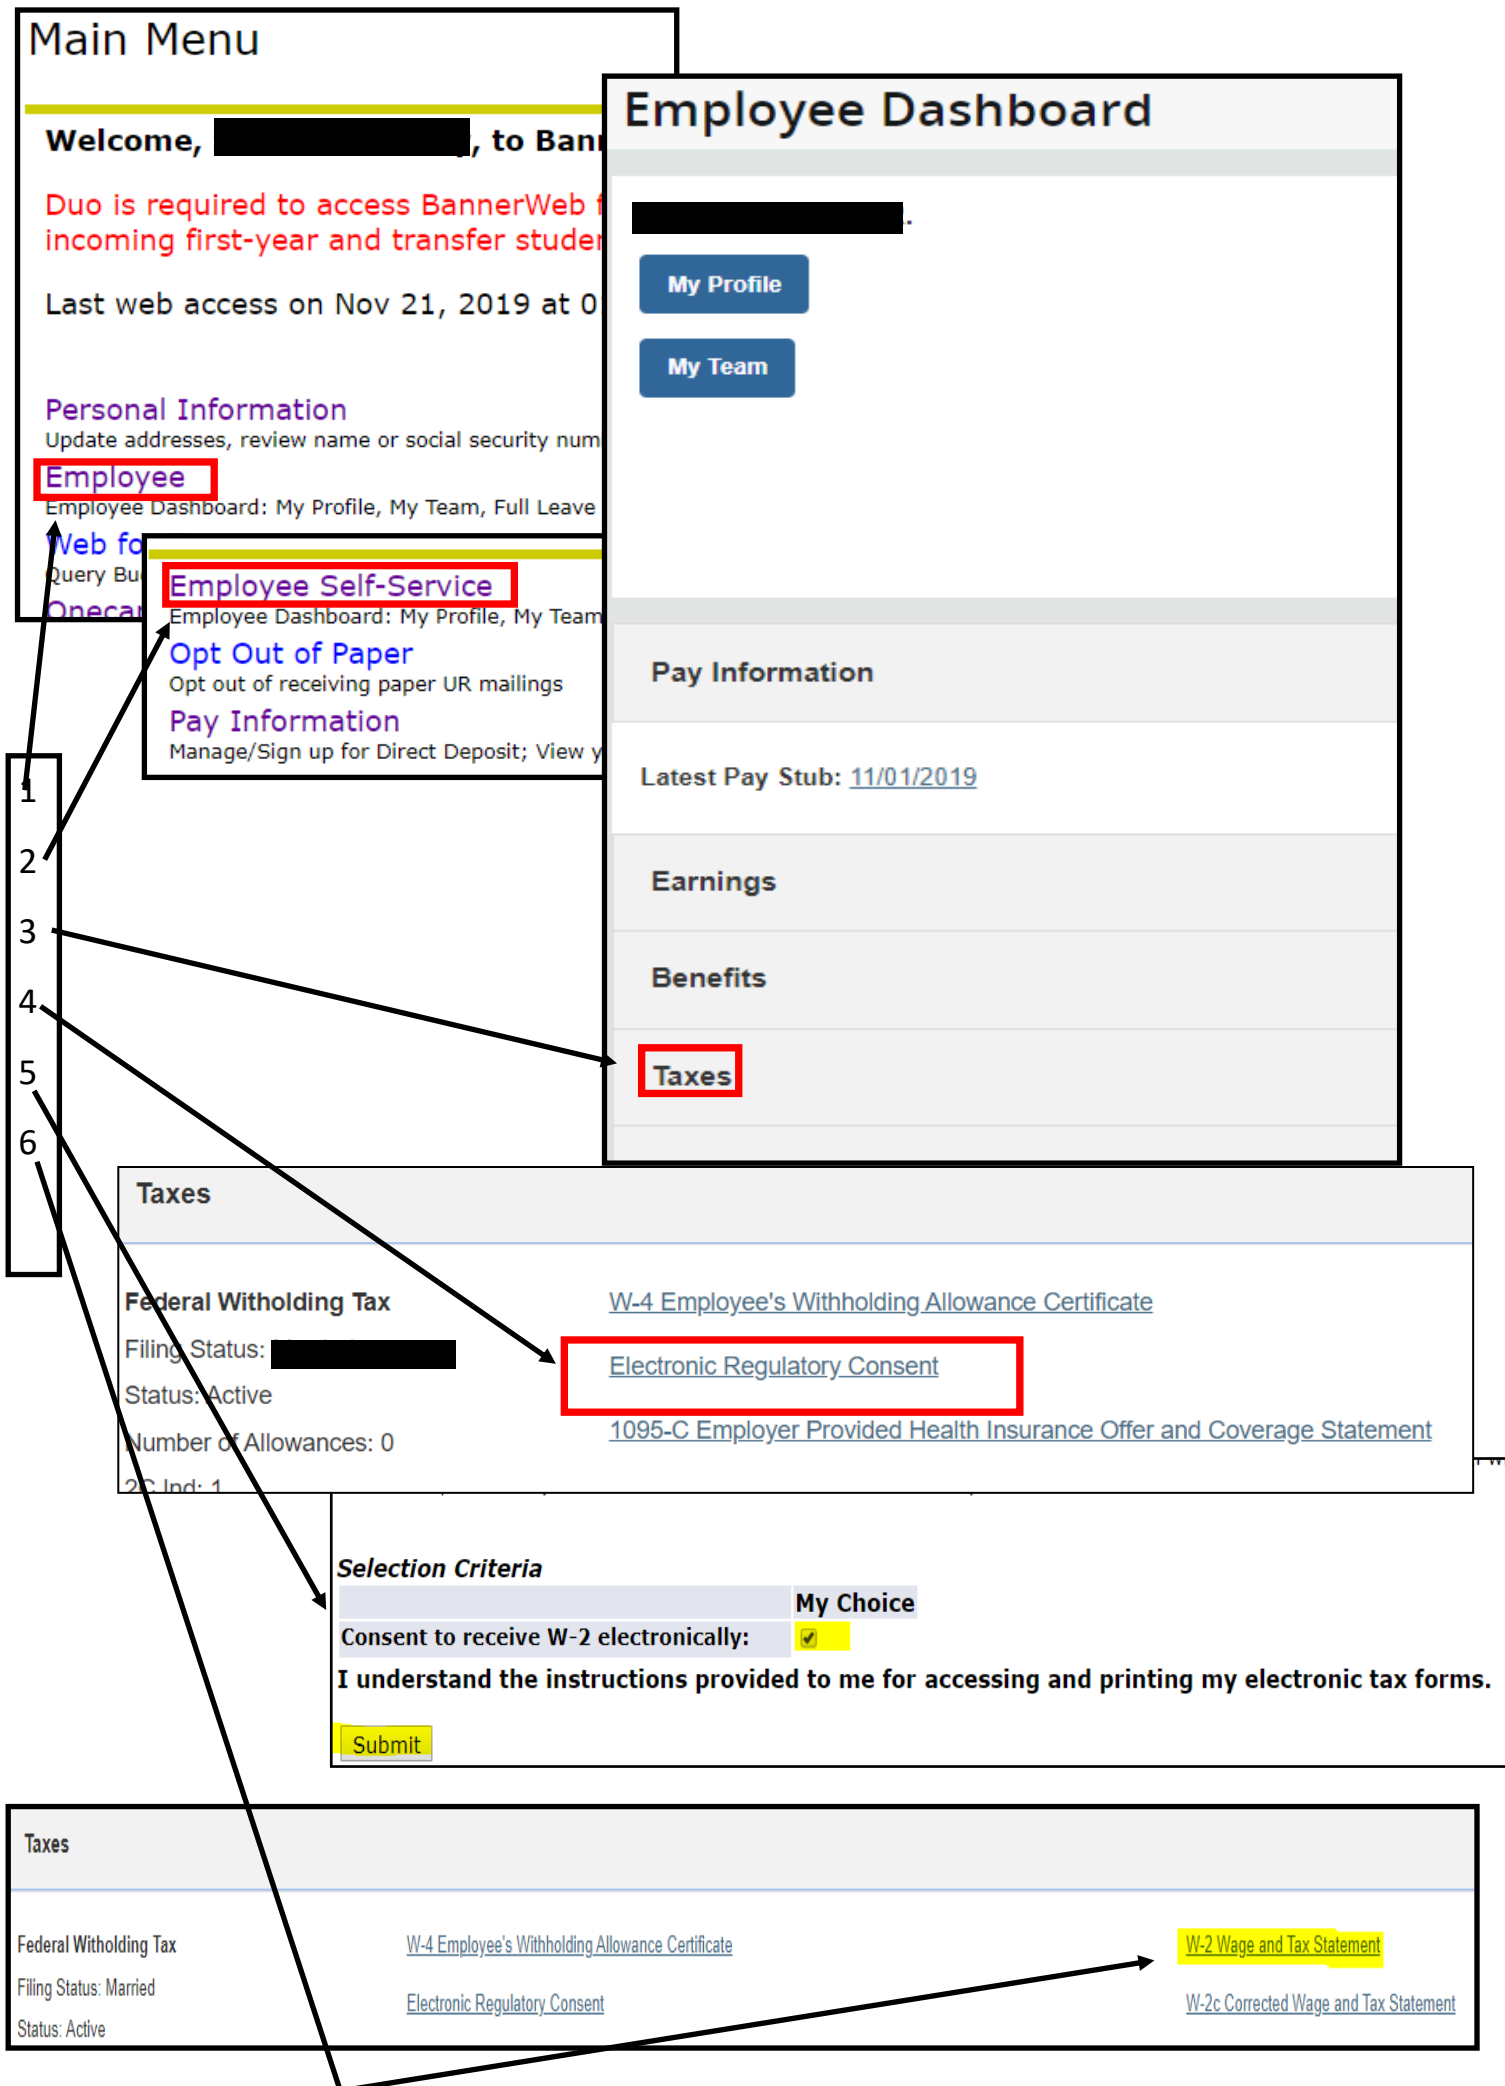 Main Menu
Welcome, , to Ban
Duo is required to access BannerWeb
incoming first-year and transfer
Last web access on Nov 21, 2019 at 0
Personal Information
Update addresses, review name or social security num
Employee
Employee Dashboard: My Profile, My Team, Full Leave
Web fo
Query Bu
Onecar
Employee Self-Service
Employee Dashboard: My Profile, My Team
Opt Out of Paper
Opt out of receiving paper UR mailings
Pay Information
Manage/Sign up for Direct Deposit; View y
Employee Dashboard
My Profile
My Team
Pay Information
Latest Pay Stub: 11/01/2019
Earnings
Benefits
Taxes
1
2
3
4
5
6
Taxes
Federal Witholding Tax
Filing Status:
Status: Active
Number of Allowances: 0
2C Ind: 1
W-4 Employee's Withholding Allowance Certificate
Electronic Regulatory Consent
1095-C Employer Provided Health Insurance Offer and Coverage Statement
Selection Criteria
My Choice
Consent to receive W-2 electronically:
I understand the instructions provided to me for accessing and printing my electronic tax forms.
Submit
Taxes
Federal Witholding Tax
Filing Status: Married
Status: Active
W-4 Employee's Withholding Allowance Certificate
Electronic Regulatory Consent
W-2 Wage and Tax Statement
W-2c Corrected Wage and Tax Statement